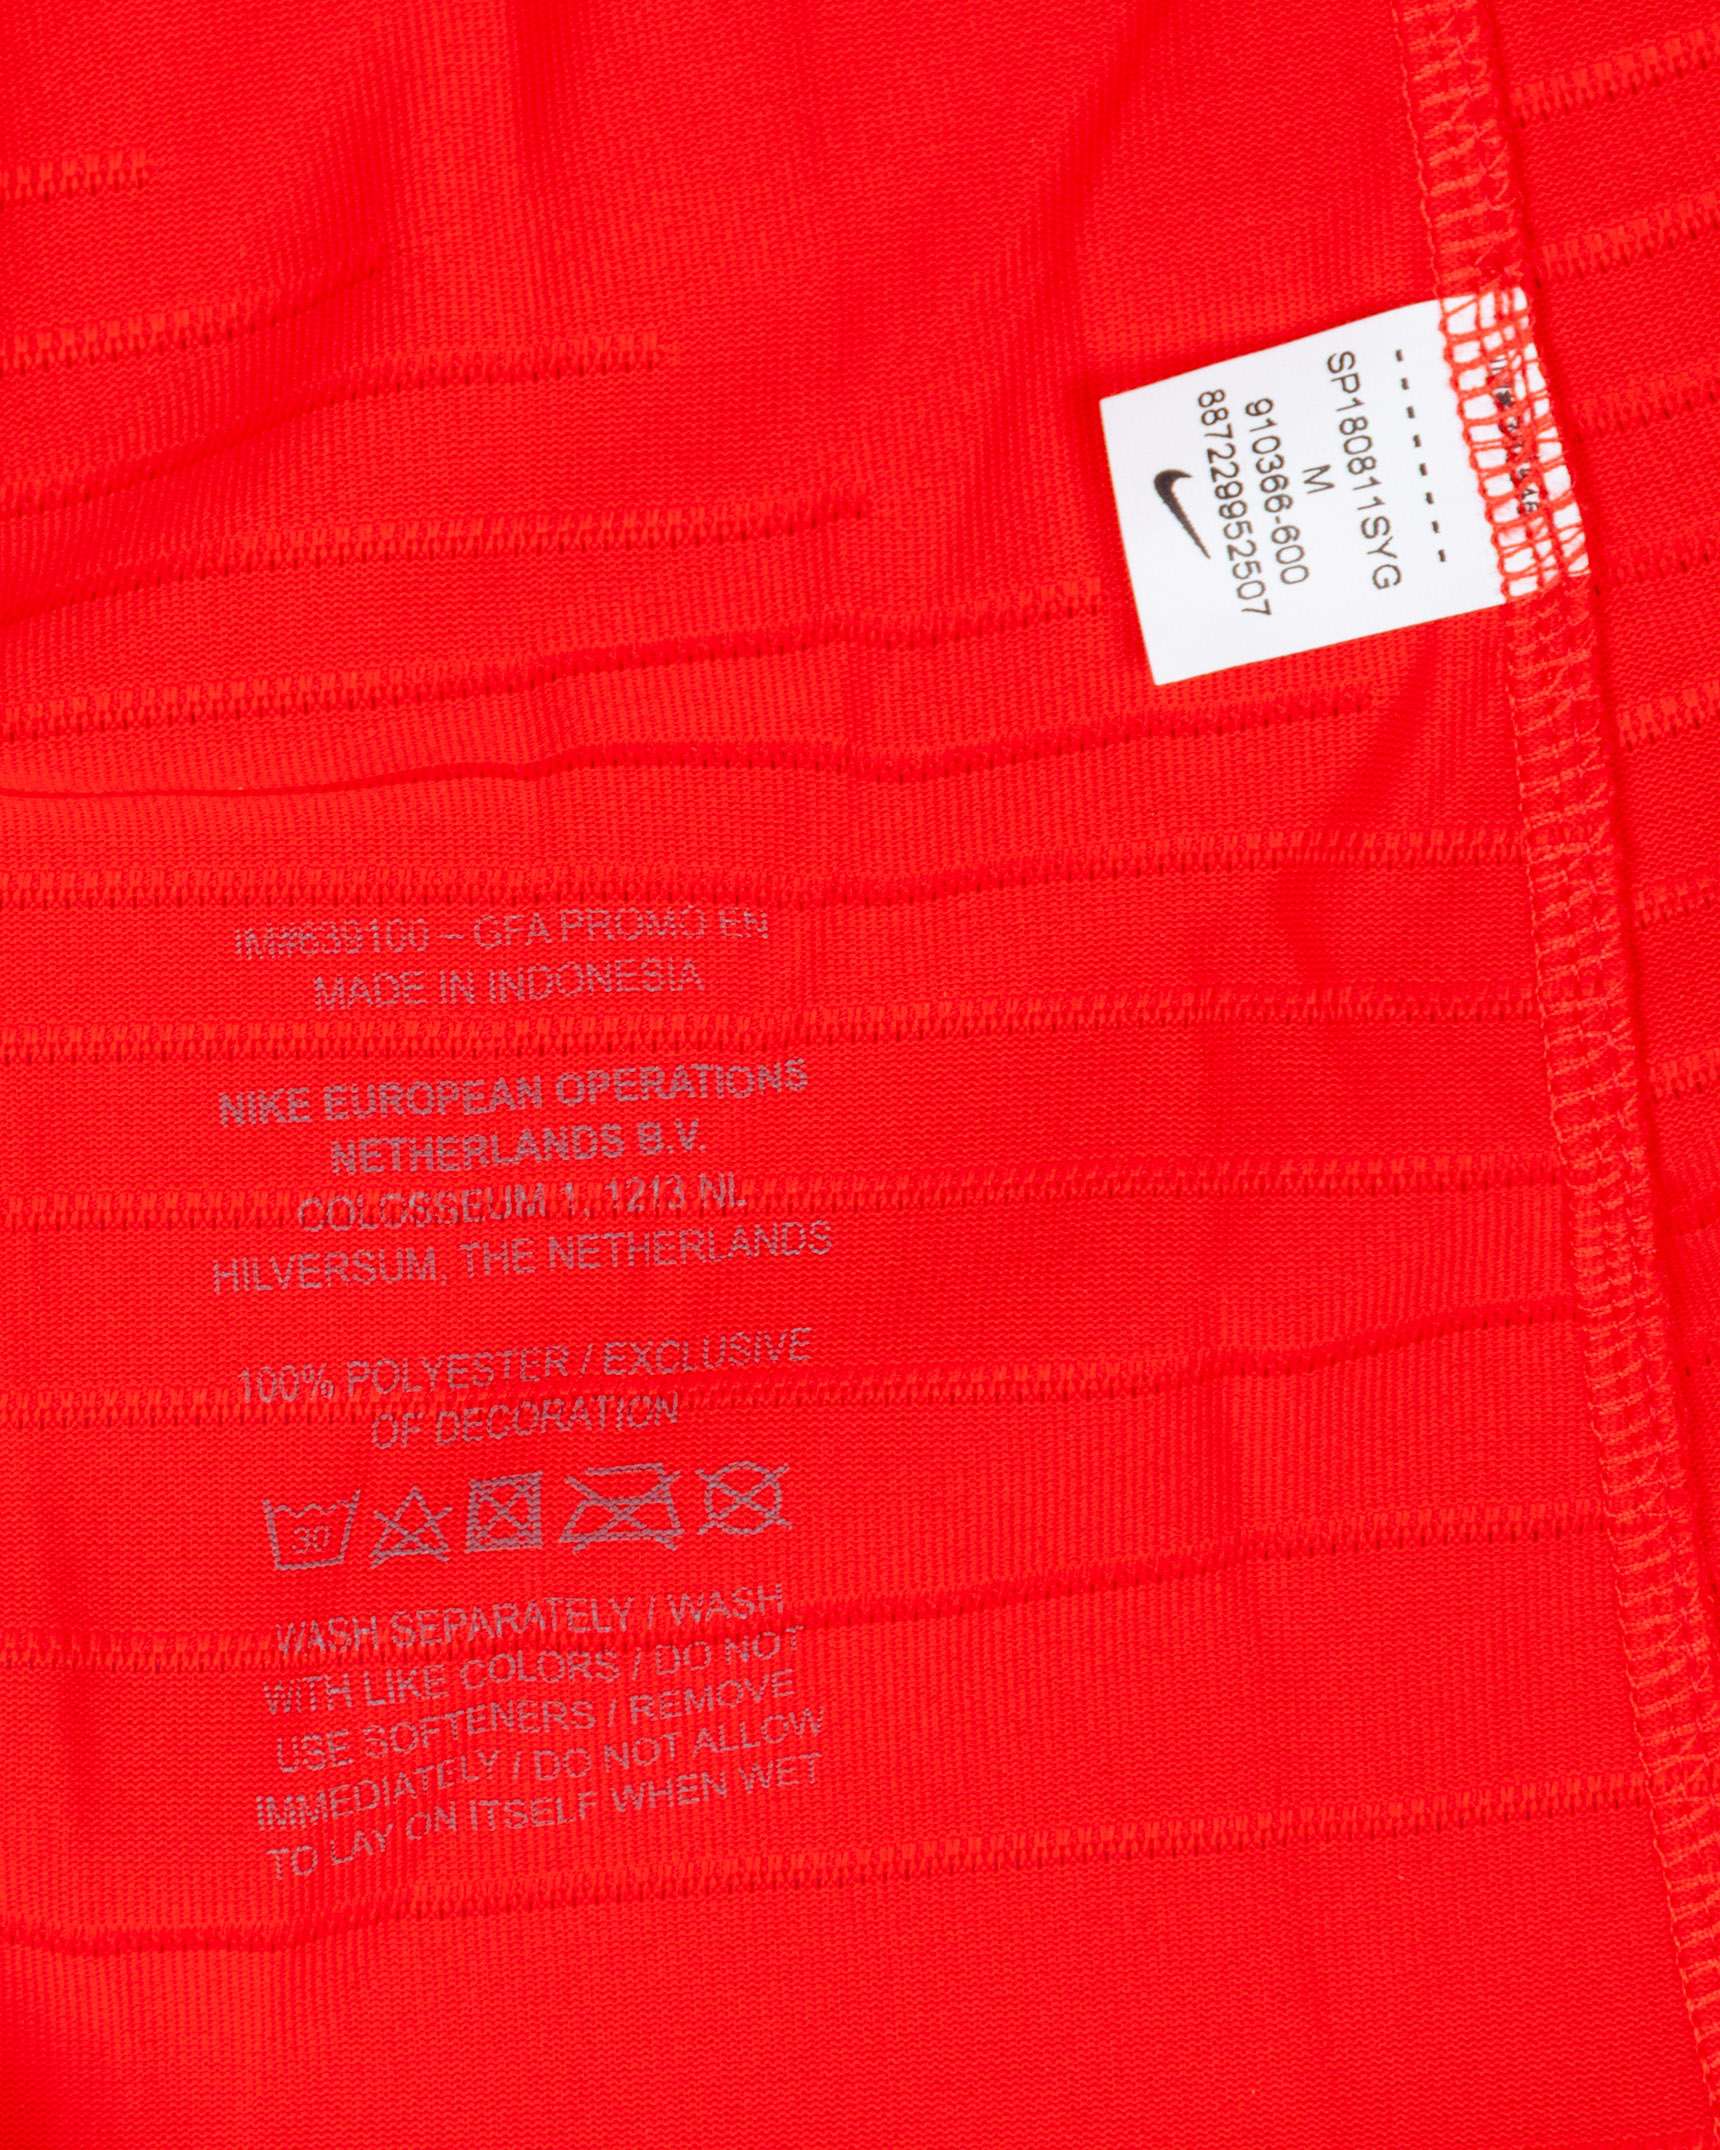 SP180811SYG
M
910366-600
887229952507
IM#639100 – GFA PROMO EN
MADE IN INDONESIA
NIKE EUROPEAN OPERATIONS
NETHERLANDS B.V.
COLOSSEUM 1, 1213 NL
HILVERSUM, THE NETHERLANDS
100% POLYESTER / EXCLUSIVE
OF DECORATION
30
WASH SEPARATELY / WASH
WITH LIKE COLORS / DO NOT
USE SOFTENERS / REMOVE
IMMEDIATELY / DO NOT ALLOW
TO LAY ON ITSELF WHEN WET